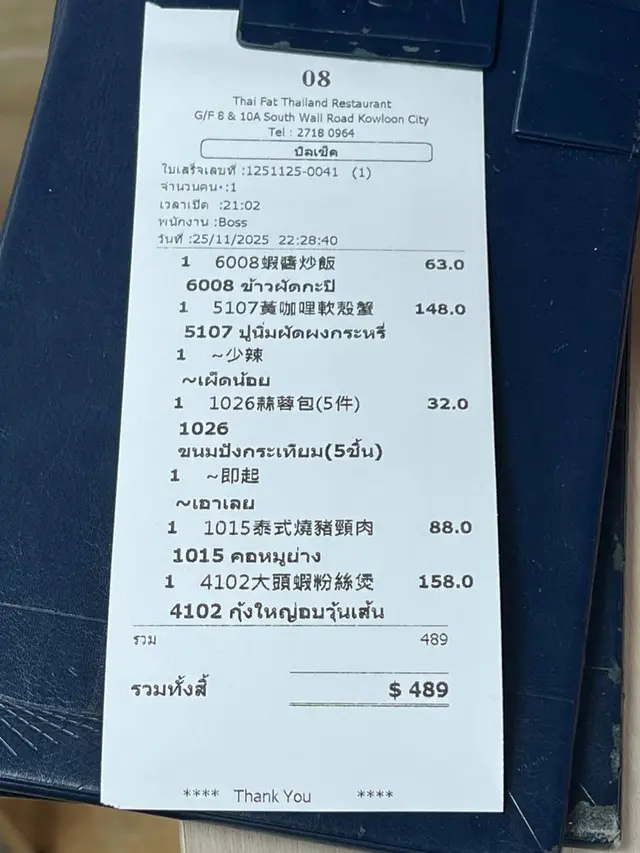 08
Thai Fat Thailand Restaurant
G/F 8 & 10A South Wall Road Kowloon City
Tel : 2718 0964
บิลเช็ค
ใบเสร็จเลขที่ :1251125-0041 (1)
จำนวนคน･:1
เวลาเปิด :21:02
พนักงาน :Boss
วันที่ :25/11/2025 22:28:40
1 6008蝦醬炒飯 63.0
6008 ข้าวผัดกะปิ
1 5107黃咖哩軟殼蟹 148.0
5107 ปูนิ่มผัดผงกระหรี่
1 ~少辣
~เผ็ดน้อย
1 1026蒜蓉包(5件) 32.0
1026
ขนมปังกระเทียม(5ชิ้น)
1 ~即起
~เอาเลย
1 1015泰式燒豬頸肉 88.0
1015 คอหมูย่าง
1 4102大頭蝦粉絲煲 158.0
4102 กุ้งใหญ่อบวุ้นเส้น
รวม 489
รวมทั้งสิ้ $ 489
**** Thank You ****